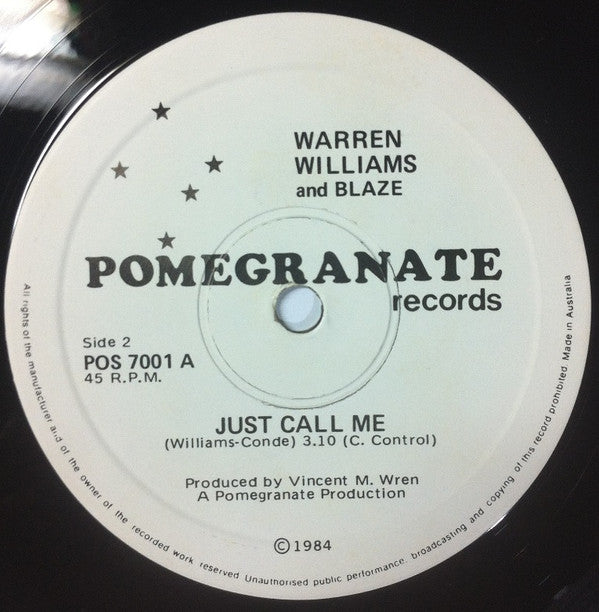 WARREN
WILLIAMS
and BLAZE
POMEGRANATE
records
Side 2
POS 7001 A
45 R.P.M.
JUST CALL ME
(Williams-Conde) 3.10 (C. Control)
Produced by Vincent M. Wren
A Pomegranate Production
©1984
All rights of the manufacturer and of the owner of the recorded work reserved Unauthorised public performance, broadcasting and copying of this record prohibited. Made in Australia